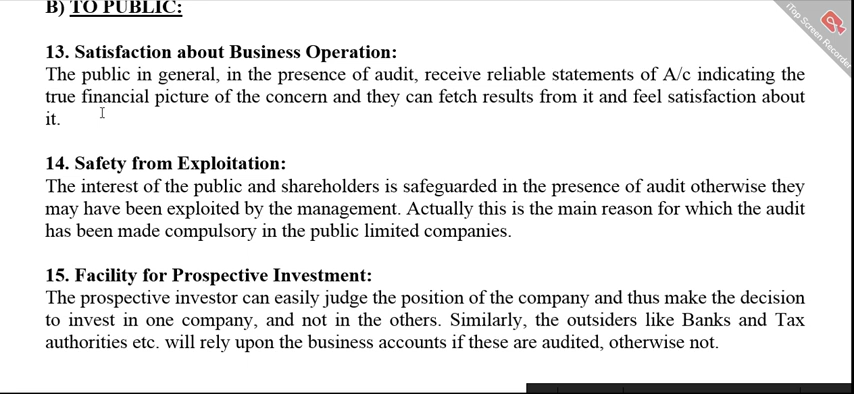 B) TO PUBLIC:
iTop Screen Recorder
13. Satisfaction about Business Operation:
The public in general, in the presence of audit, receive reliable statements of A/c indicating the
true financial picture of the concern and they can fetch results from it and feel satisfaction about
it.
14. Safety from Exploitation:
The interest of the public and shareholders is safeguarded in the presence of audit otherwise they
may have been exploited by the management. Actually this is the main reason for which the audit
has been made compulsory in the public limited companies.
15. Facility for Prospective Investment:
The prospective investor can easily judge the position of the company and thus make the decision
to invest in one company, and not in the others. Similarly, the outsiders like Banks and Tax
authorities etc. will rely upon the business accounts if these are audited, otherwise not.